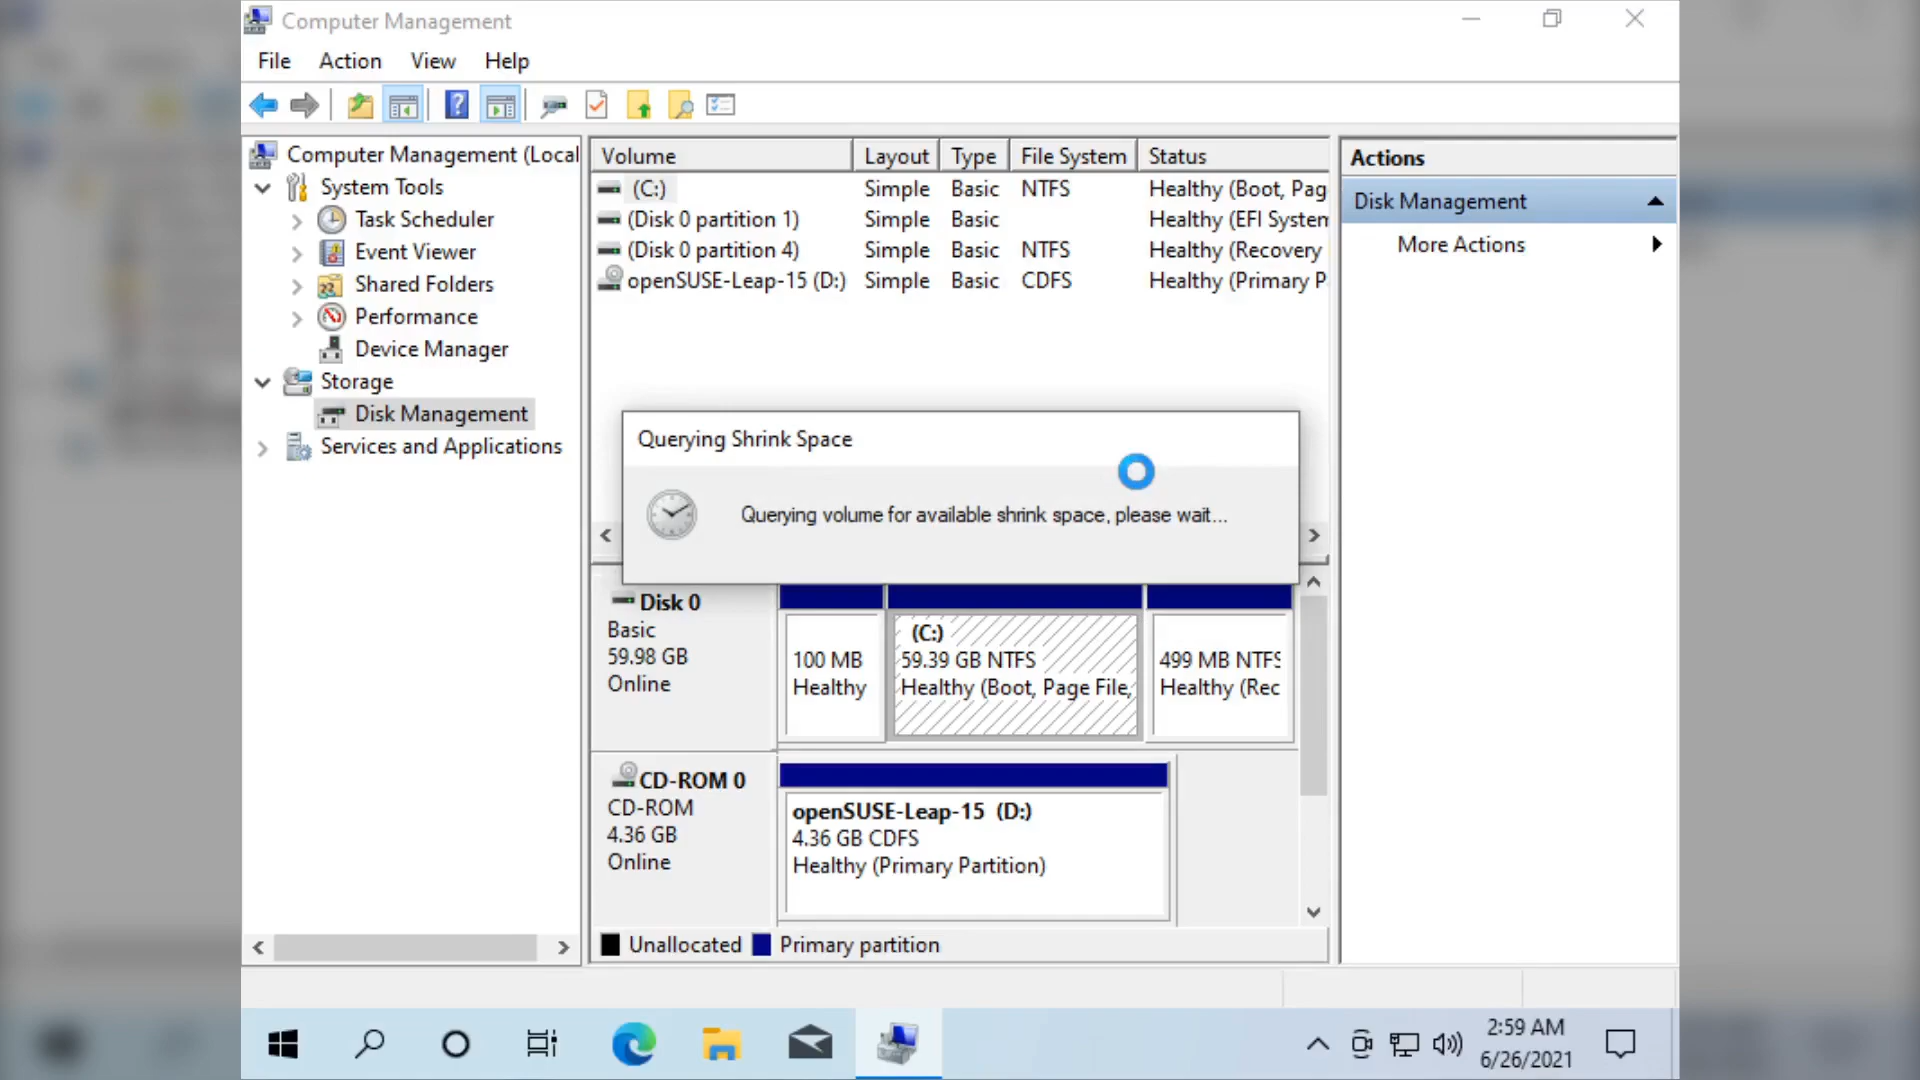 Computer Management
File Action View Help
Computer Management (Local
System Tools
Task Scheduler
Event Viewer
Shared Folders
Performance
Device Manager
Storage
Disk Management
Services and Applications
Volume Layout Type File System Status
(C:) Simple Basic NTFS Healthy (Boot, Pag
(Disk 0 partition 1) Simple Basic Healthy (EFI System
(Disk 0 partition 4) Simple Basic NTFS Healthy (Recovery
openSUSE-Leap-15 (D:) Simple Basic CDFS Healthy (Primary P
Querying Shrink Space
Querying volume for available shrink space, please wait...
Disk 0
Basic
59.98 GB
Online
100 MB
Healthy
(C:)
59.39 GB NTFS
Healthy (Boot, Page File,
499 MB NTFS
Healthy (Rec
CD-ROM 0
CD-ROM
4.36 GB
Online
openSUSE-Leap-15 (D:)
4.36 GB CDFS
Healthy (Primary Partition)
Unallocated Primary partition
Actions
Disk Management
More Actions
2:59 AM
6/26/2021